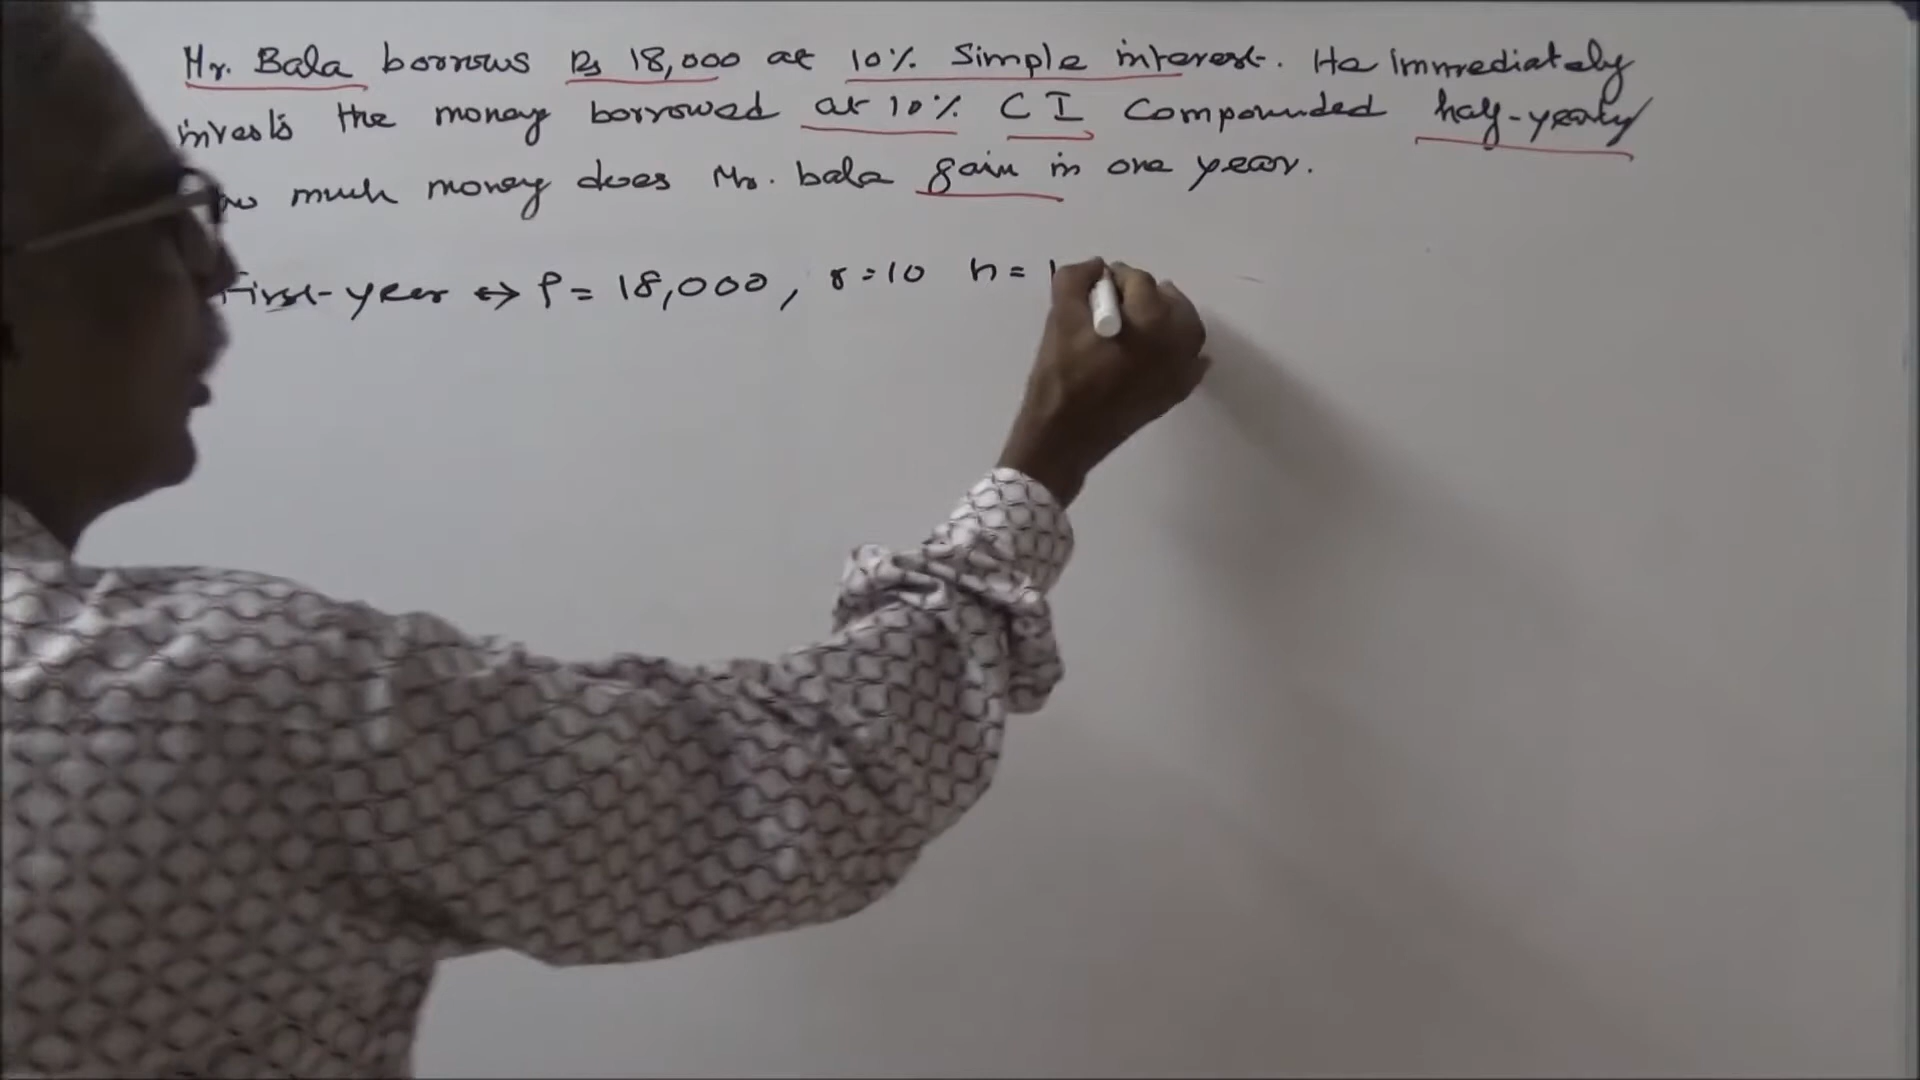 Mr. Bala borrows Rs 18,000 at 10% Simple interest. He immediately
invests the money borrowed at 10% CI Compounded half-yearly
much money does Mr. bala gain in one year.
First-year ↔ P = 18,000, r = 10 n = 1